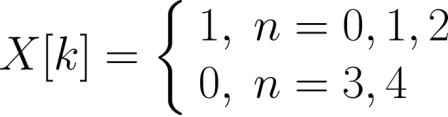 X[k] = { 1, n = 0, 1, 2
0, n = 3, 4